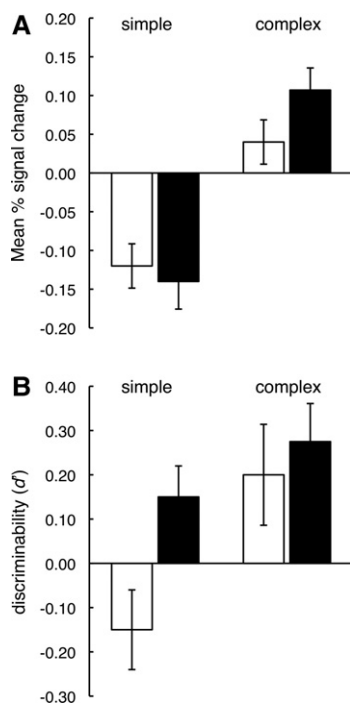 A
simple complex
Mean % signal change
0.20
0.15
0.10
0.05
0.00
-0.05
-0.10
-0.15
-0.20
B
simple complex
discriminability (d')
0.40
0.30
0.20
0.10
0.00
-0.10
-0.20
-0.30